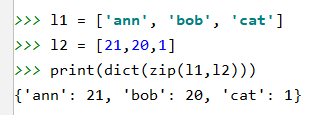 >>> l1 = ['ann', 'bob', 'cat']
>>> l2 = [21,20,1]
>>> print(dict(zip(l1,l2)))
{'ann': 21, 'bob': 20, 'cat': 1}